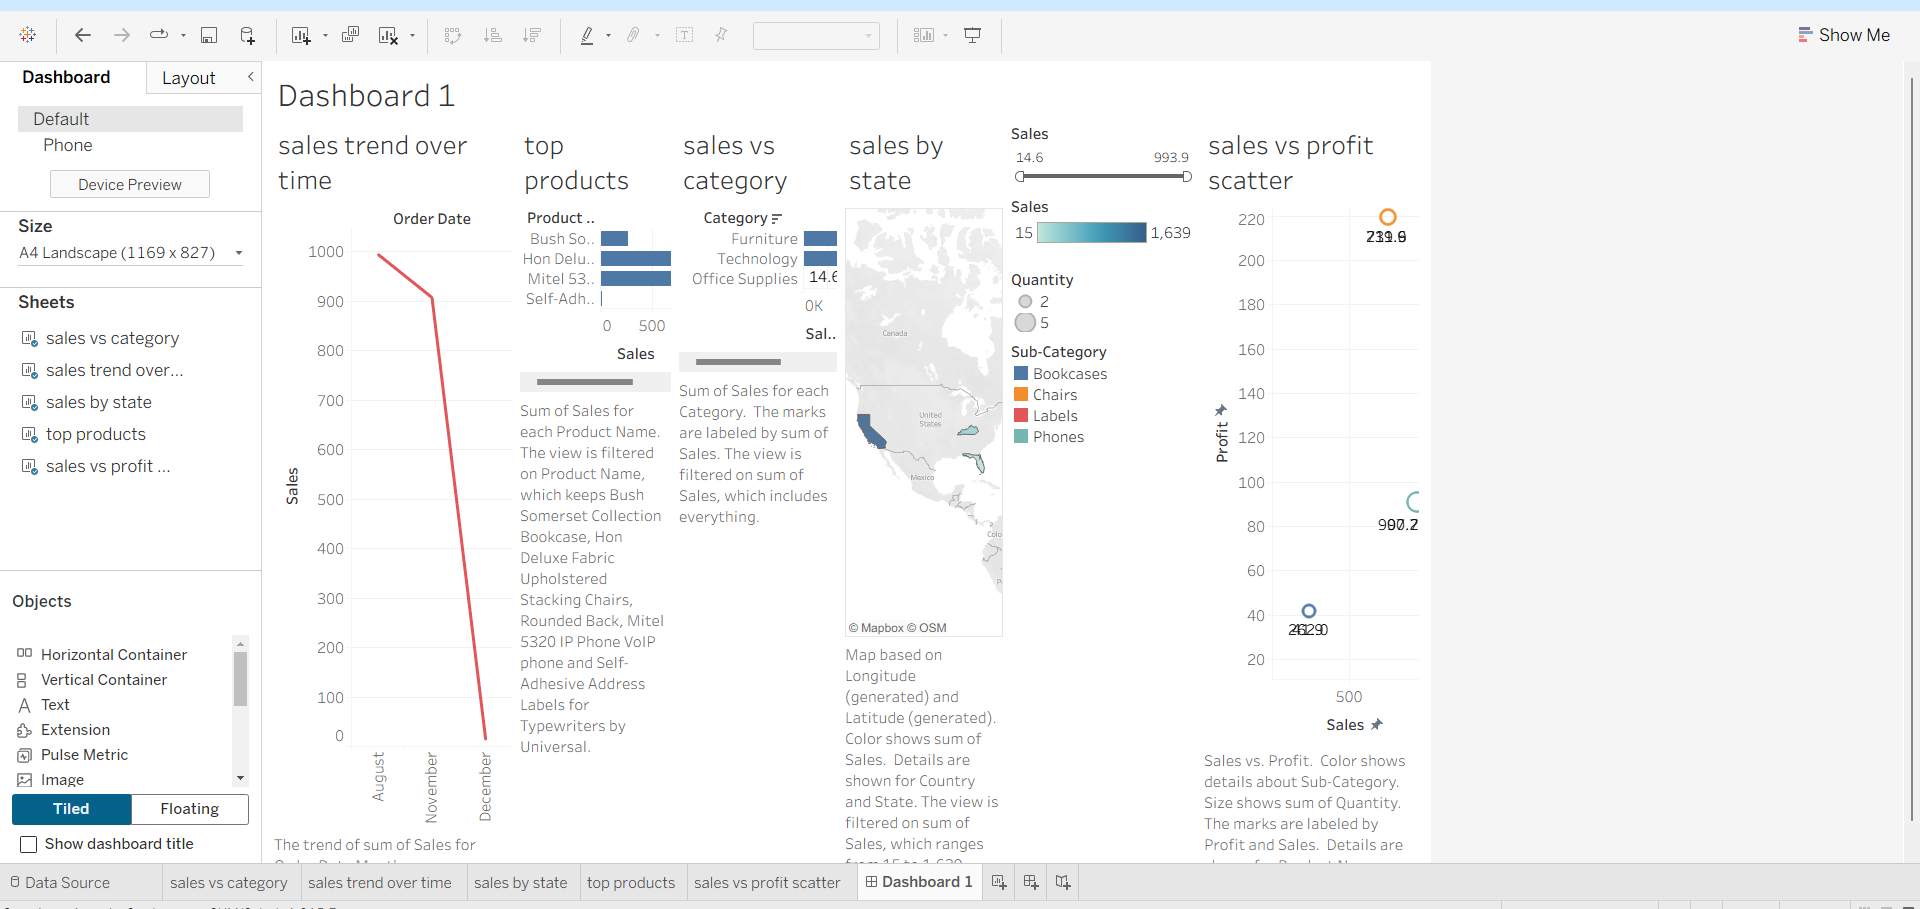 Show Me
Dashboard
Layout
Default
Phone
Device Preview
Size
A4 Landscape (1169 x 827)
Sheets
sales vs category
sales trend over...
sales by state
top products
sales vs profit ...
Objects
Horizontal Container
Vertical Container
Text
Extension
Pulse Metric
Image
Tiled
Floating
Show dashboard title
Dashboard 1
sales trend over
time
Order Date
1000
900
800
700
600
500
400
300
200
100
0
Sales
August
November
December
The trend of sum of Sales for
top
products
Product ..
Bush So..
Hon Delu..
Mitel 53..
Self-Adh..
0 500
Sales
Sum of Sales for
each Product Name.
The view is filtered
on Product Name,
which keeps Bush
Somerset Collection
Bookcase, Hon
Deluxe Fabric
Upholstered
Stacking Chairs,
Rounded Back, Mitel
5320 IP Phone VoIP
phone and Self-
Adhesive Address
Labels for
Typewriters by
Universal.
sales vs
category
Category
Furniture
Technology
Office Supplies 14.6
0K
Sal..
Sum of Sales for each
Category.  The marks
are labeled by sum of
Sales. The view is
filtered on sum of
Sales, which includes
everything.
sales by
state
Canada
United
States
Mexico
Colo
© Mapbox © OSM
Map based on
Longitude
(generated) and
Latitude (generated).
Color shows sum of
Sales.  Details are
shown for Country
and State. The view is
filtered on sum of
Sales, which ranges
from 15 to 1,639
Sales
14.6 993.9
Sales
15 1,639
Quantity
2
5
Sub-Category
Bookcases
Chairs
Labels
Phones
sales vs profit
scatter
220
200
180
160
140
120
100
80
60
40
20
Profit
500
Sales
Sales vs. Profit.  Color shows
details about Sub-Category.
Size shows sum of Quantity.
The marks are labeled by
Profit and Sales.  Details are
Data Source
sales vs category
sales trend over time
sales by state
top products
sales vs profit scatter
Dashboard 1